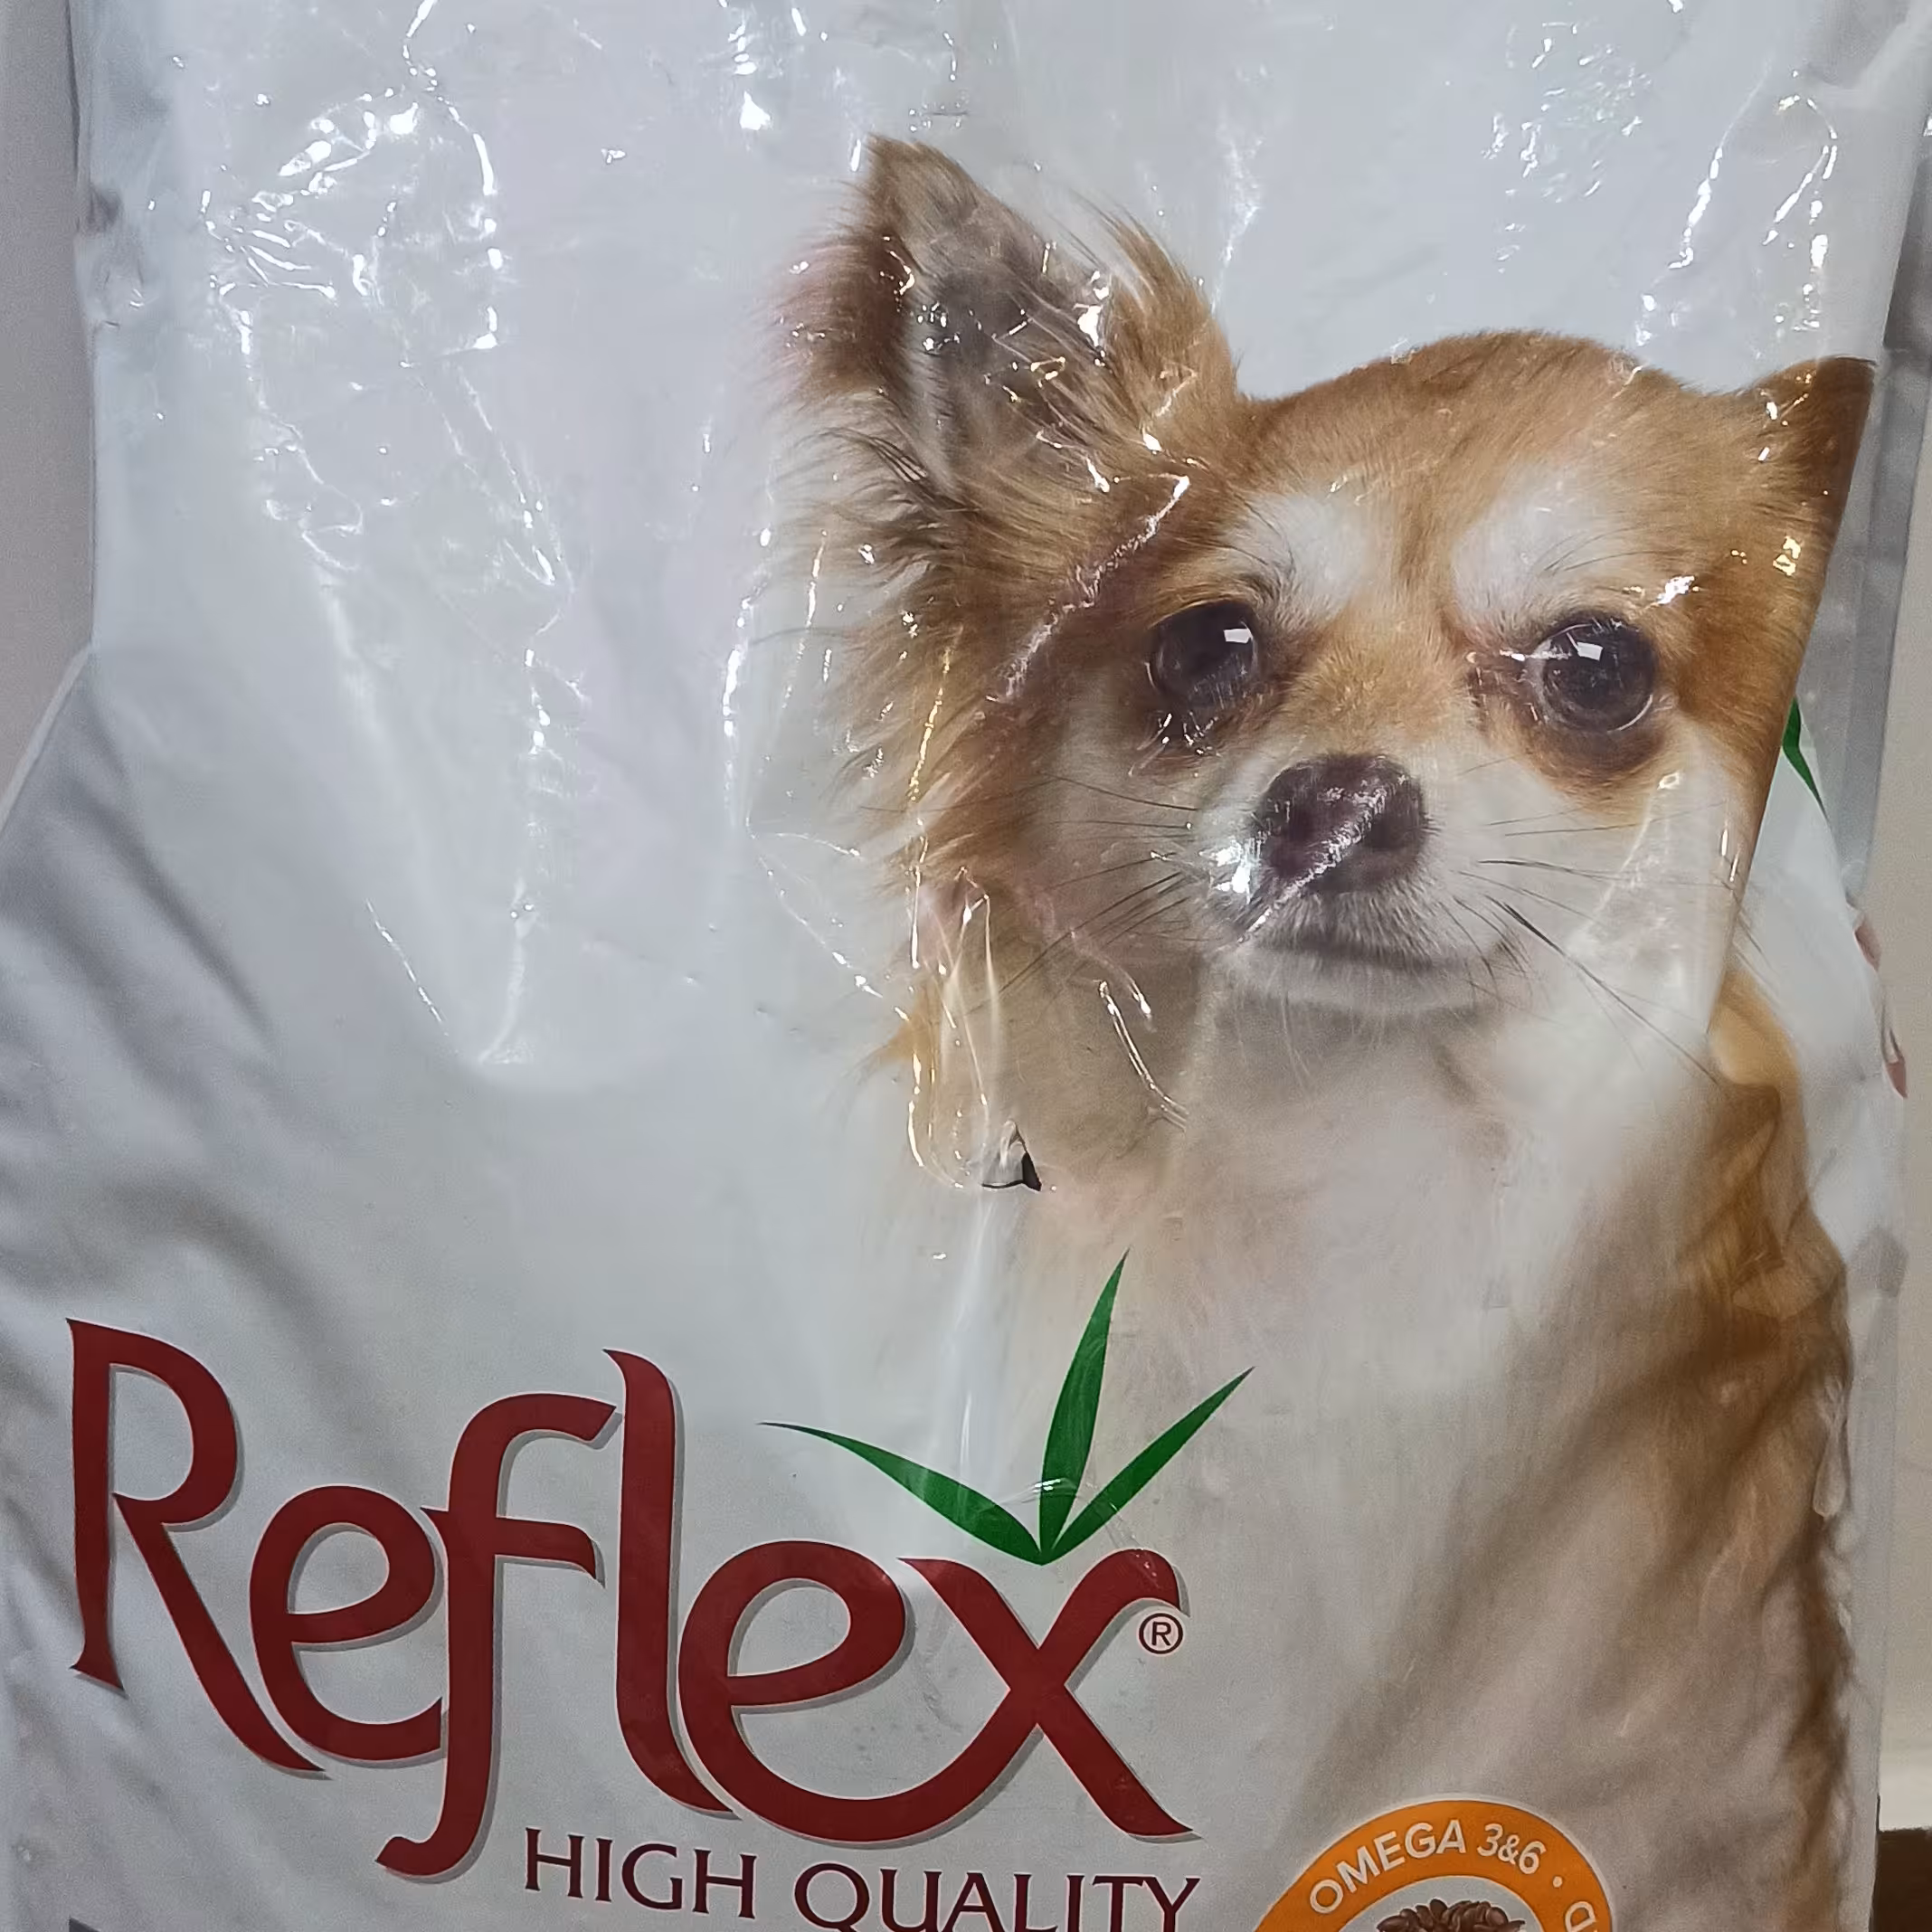 Reflex®
HIGH QUALITY
OMEGA 3&6 •